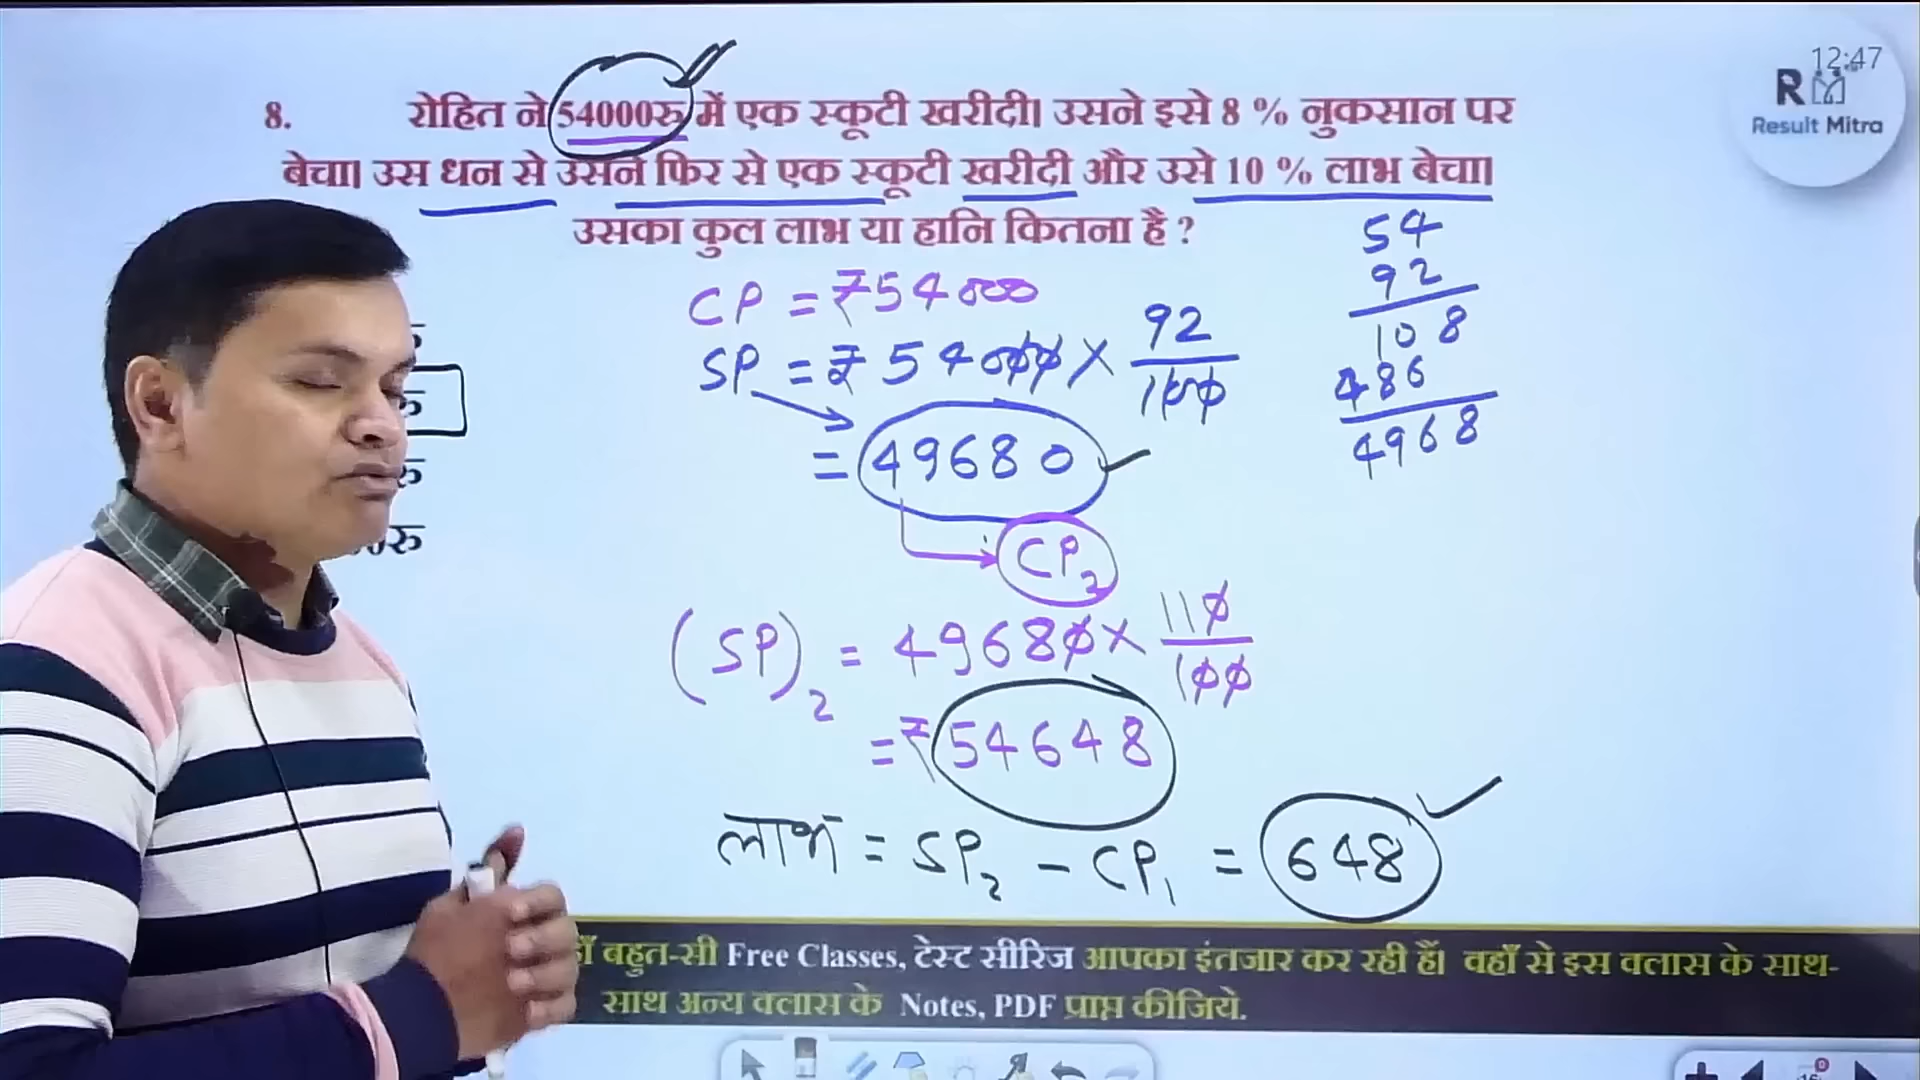 12:47
RM
Result Mitra
8. रोहित ने 54000रु में एक स्कूटी खरीदी। उसने इसे 8 % नुकसान पर
बेचा। उस धन से उसने फिर से एक स्कूटी खरीदी और उसे 10 % लाभ बेचा।
उसका कुल लाभ या हानि कितना है ?
CP = ₹54000
SP = ₹54000 × 92/100
= 49680
CP2
(SP)2 = 49680 × 110/100
= ₹54648
लाभ = SP2 - CP1 = 648
54
92
108
486
4968
रु
रु
रु
बहुत-सी Free Classes, टेस्ट सीरिज आपका इंतजार कर रही हैं। वहाँ से इस क्लास के साथ-
साथ अन्य क्लास के Notes, PDF प्राप्त कीजिये.